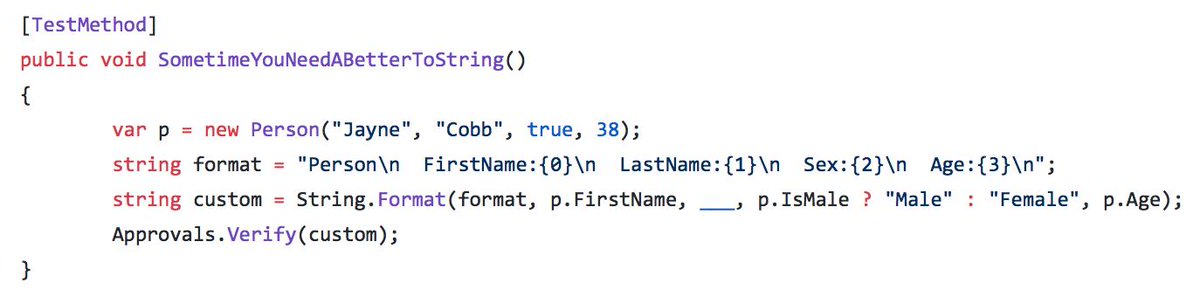 [TestMethod]
public void SometimeYouNeedABetterToString()
{
var p = new Person("Jayne", "Cobb", true, 38);
string format = "Person\n  FirstName:{0}\n  LastName:{1}\n  Sex:{2}\n  Age:{3}\n";
string custom = String.Format(format, p.FirstName, ___, p.IsMale ? "Male" : "Female", p.Age);
Approvals.Verify(custom);
}